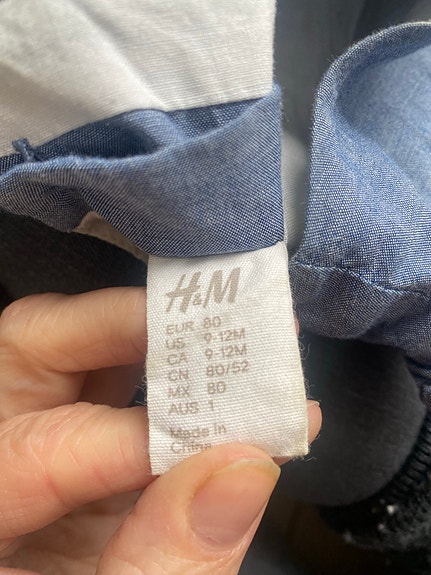 H&M
EUR 80
US 9-12M
CA 9-12M
CN 80/52
MX 80
AUS 1
Made in
China